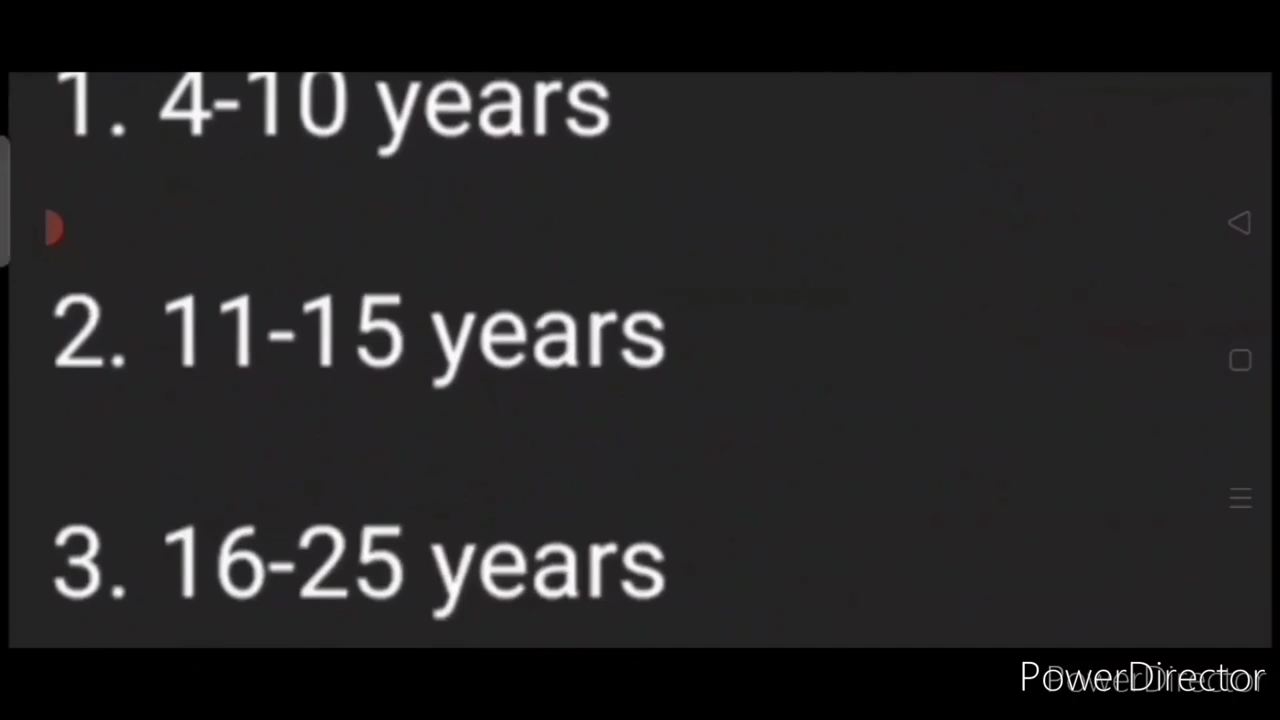 1. 4-10 years
2. 11-15 years
3. 16-25 years
PowerDirector